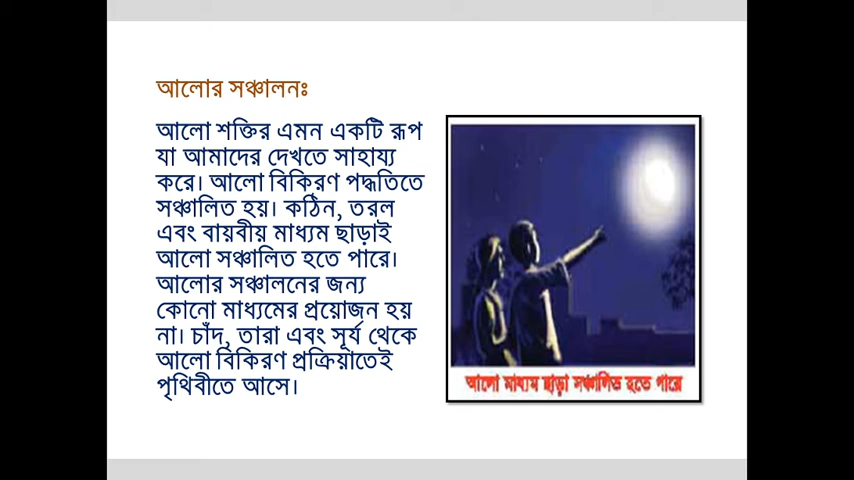 আলোর সঞ্চালনঃ
আলো শক্তির এমন একটি রূপ
যা আমাদের দেখতে সাহায্য
করে। আলো বিকিরণ পদ্ধতিতে
সঞ্চালিত হয়। কঠিন, তরল
এবং বায়বীয় মাধ্যম ছাড়াই
আলো সঞ্চালিত হতে পারে।
আলোর সঞ্চালনের জন্য
কোনো মাধ্যমের প্রয়োজন হয়
না। চাঁদ, তারা এবং সূর্য থেকে
আলো বিকিরণ প্রক্রিয়াতেই
পৃথিবীতে আসে।
আলো মাধ্যম ছাড়া সঞ্চালিত হতে পারে